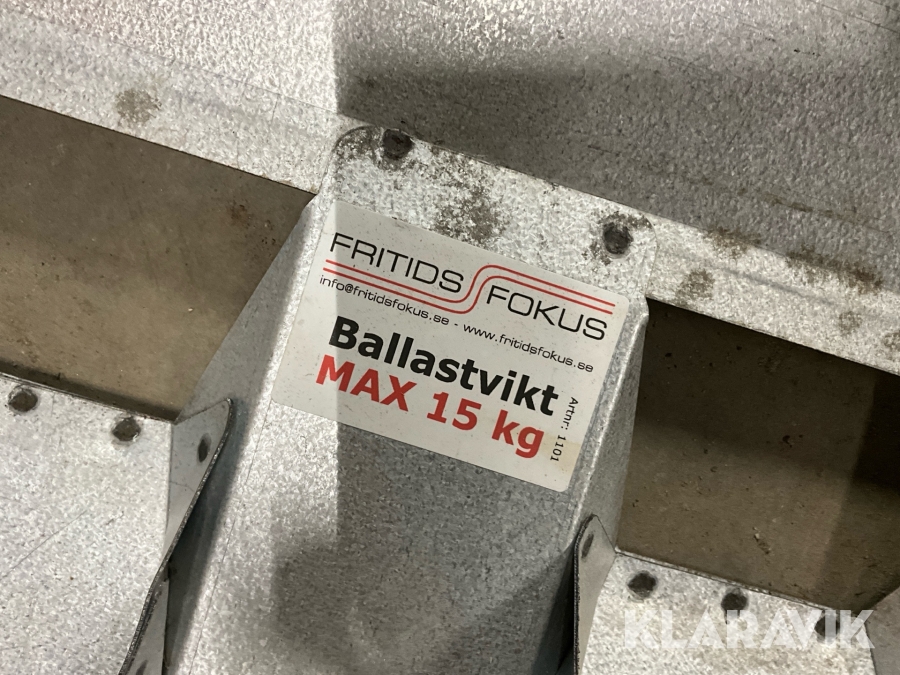 FRITIDS FOKUS
info@fritidsfokus.se - www.fritidsfokus.se
Ballastvikt
MAX 15 kg
Artnr: 1101
KLARAVIK